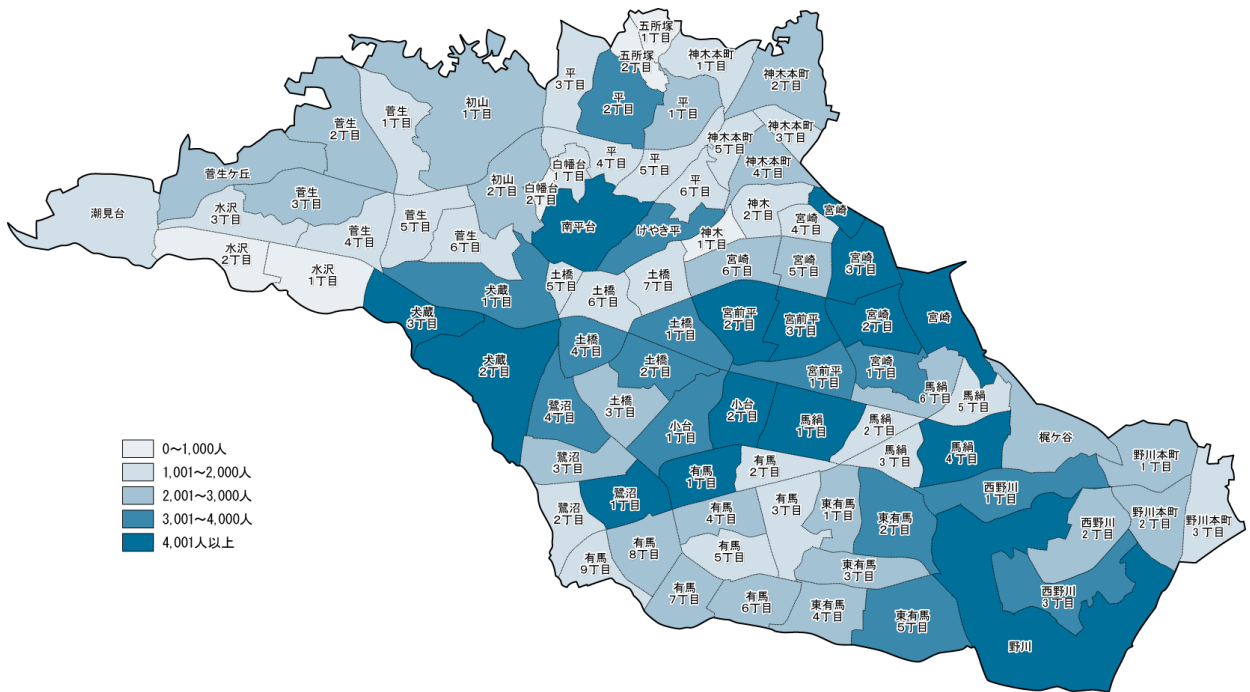 五所塚
1丁目
五所塚
2丁目
神木本町
1丁目
神木本町
2丁目
平
3丁目
平
2丁目
平
1丁目
初山
1丁目
菅生
1丁目
菅生
2丁目
神木本町
5丁目
神木本町
3丁目
神木本町
4丁目
菅生ケ丘
菅生
3丁目
初山
2丁目
白幡台
1丁目
平
4丁目
平
5丁目
平
6丁目
白幡台
2丁目
潮見台
水沢
3丁目
菅生
4丁目
菅生
5丁目
菅生
6丁目
南平台
けやき平
神木
1丁目
神木
2丁目
宮崎
4丁目
宮崎
水沢
2丁目
水沢
1丁目
犬蔵
1丁目
土橋
5丁目
土橋
6丁目
土橋
7丁目
宮崎
6丁目
宮崎
5丁目
宮崎
3丁目
犬蔵
3丁目
犬蔵
2丁目
土橋
4丁目
土橋
1丁目
土橋
2丁目
宮前平
2丁目
宮前平
3丁目
宮崎
2丁目
宮崎
宮前平
1丁目
宮崎
1丁目
馬絹
6丁目
馬絹
5丁目
鷺沼
4丁目
土橋
3丁目
小台
1丁目
小台
2丁目
馬絹
1丁目
馬絹
2丁目
馬絹
3丁目
馬絹
4丁目
梶ケ谷
野川本町
1丁目
鷺沼
3丁目
有馬
1丁目
有馬
2丁目
鷺沼
1丁目
鷺沼
2丁目
有馬
3丁目
有馬
4丁目
東有馬
1丁目
東有馬
2丁目
西野川
1丁目
西野川
2丁目
野川本町
2丁目
野川本町
3丁目
有馬
9丁目
有馬
8丁目
有馬
5丁目
東有馬
3丁目
西野川
3丁目
有馬
7丁目
有馬
6丁目
東有馬
4丁目
東有馬
5丁目
野川
0～1,000人
1,001～2,000人
2,001～3,000人
3,001～4,000人
4,001人以上